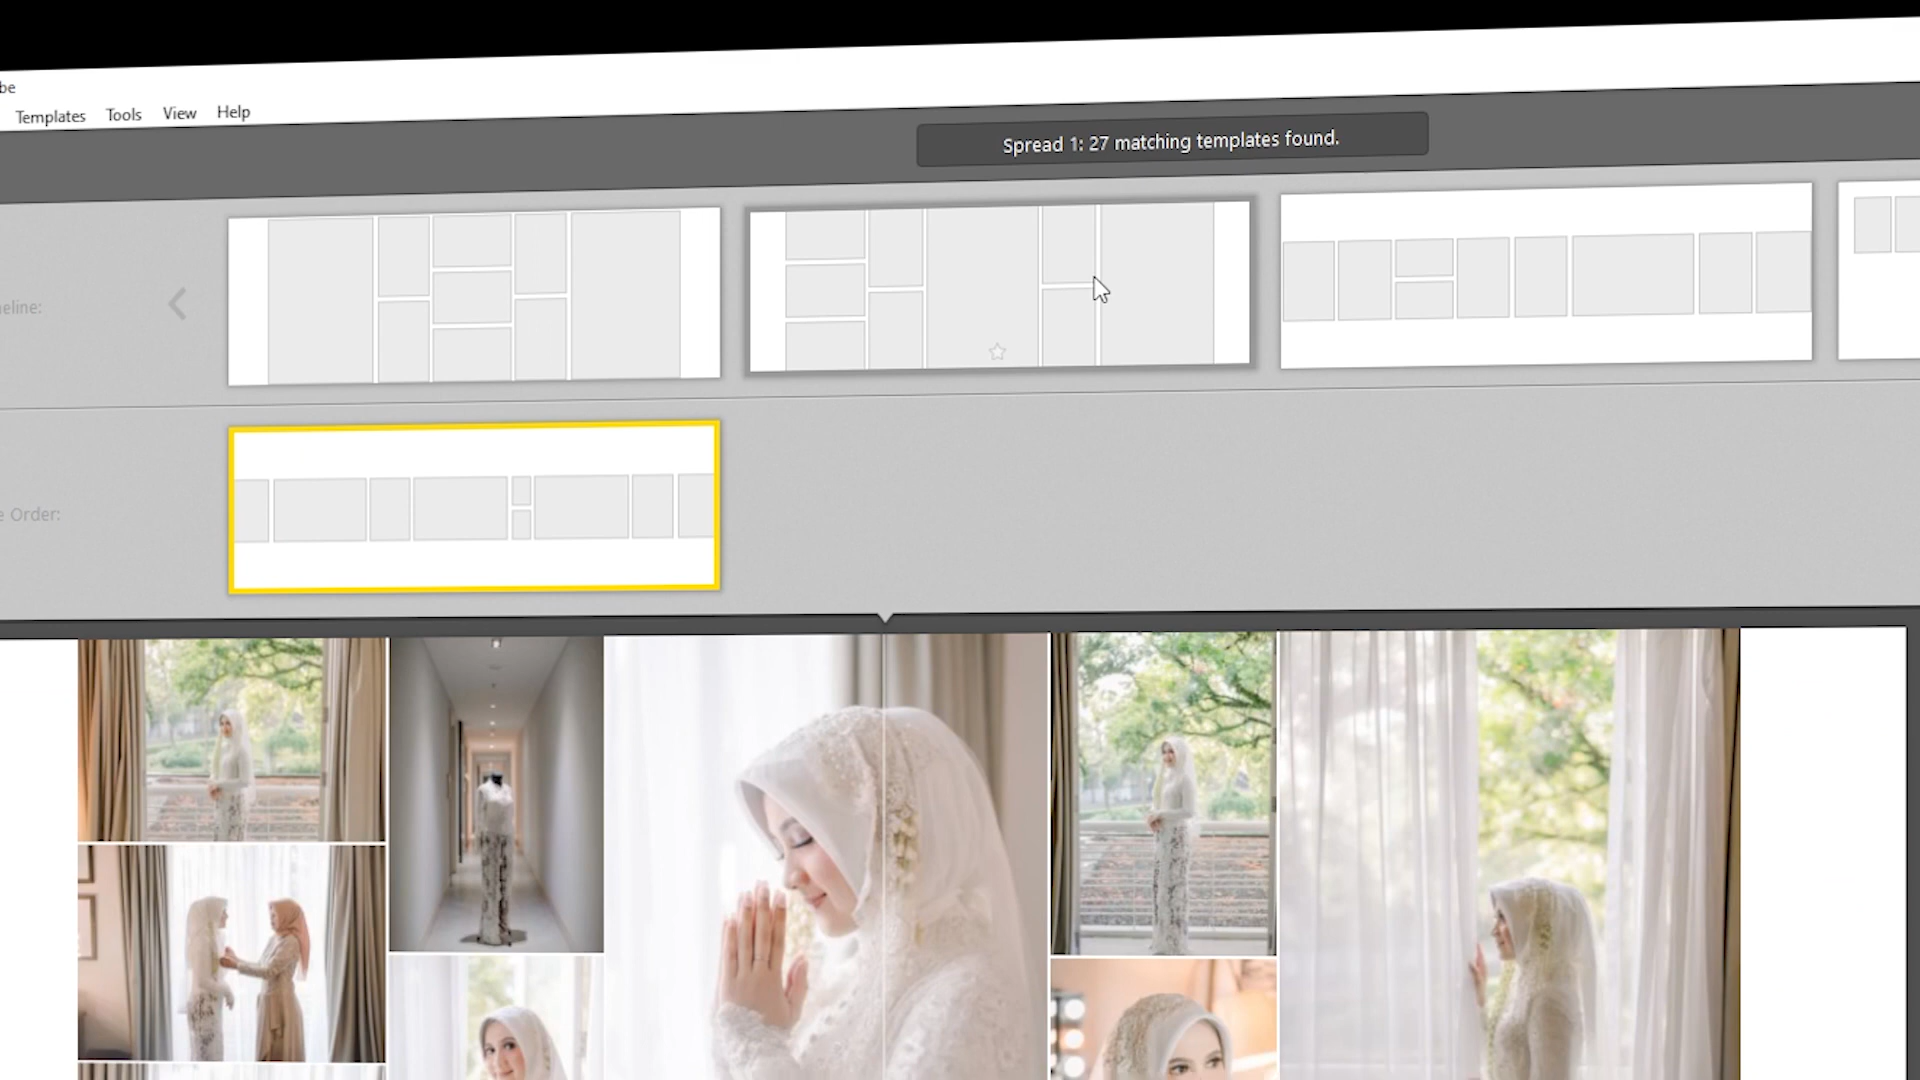 be
Templates Tools View Help
Spread 1: 27 matching templates found.
eline:
e Order: